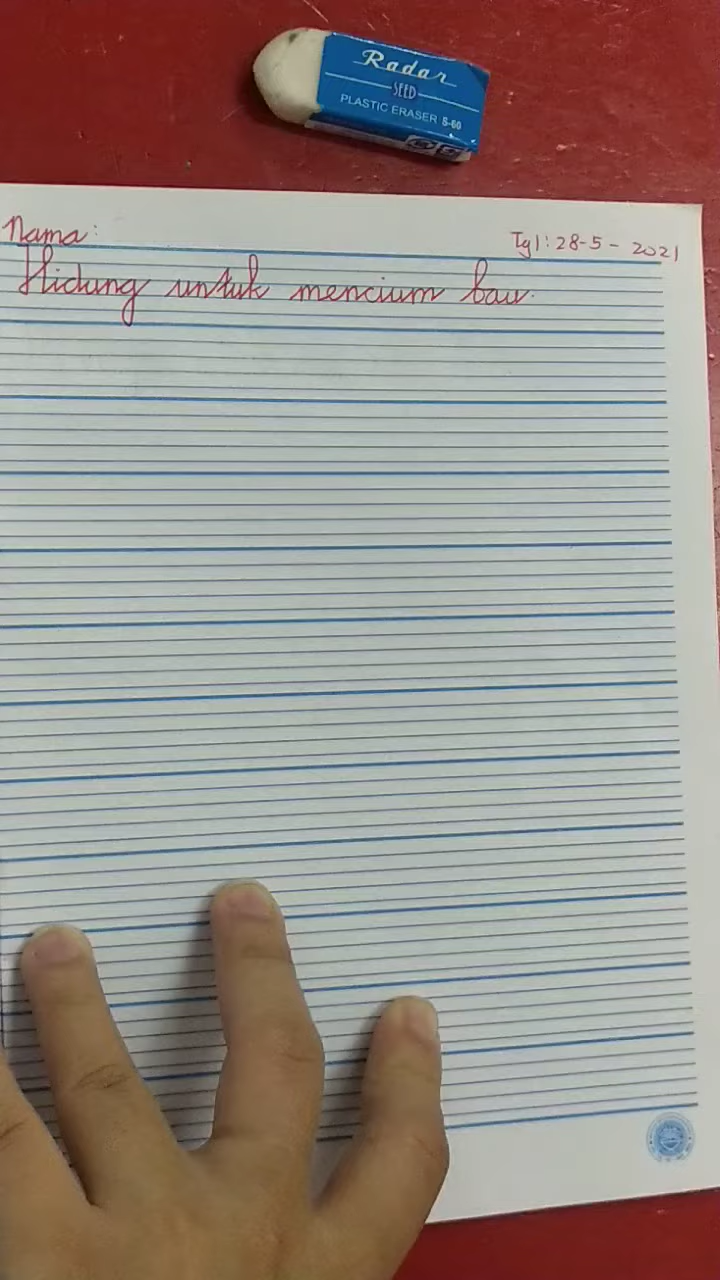 Radar
SEED
PLASTIC ERASER S-60
Nama:
Tgl: 28-5-2021
Hidung untuk mencium bau.